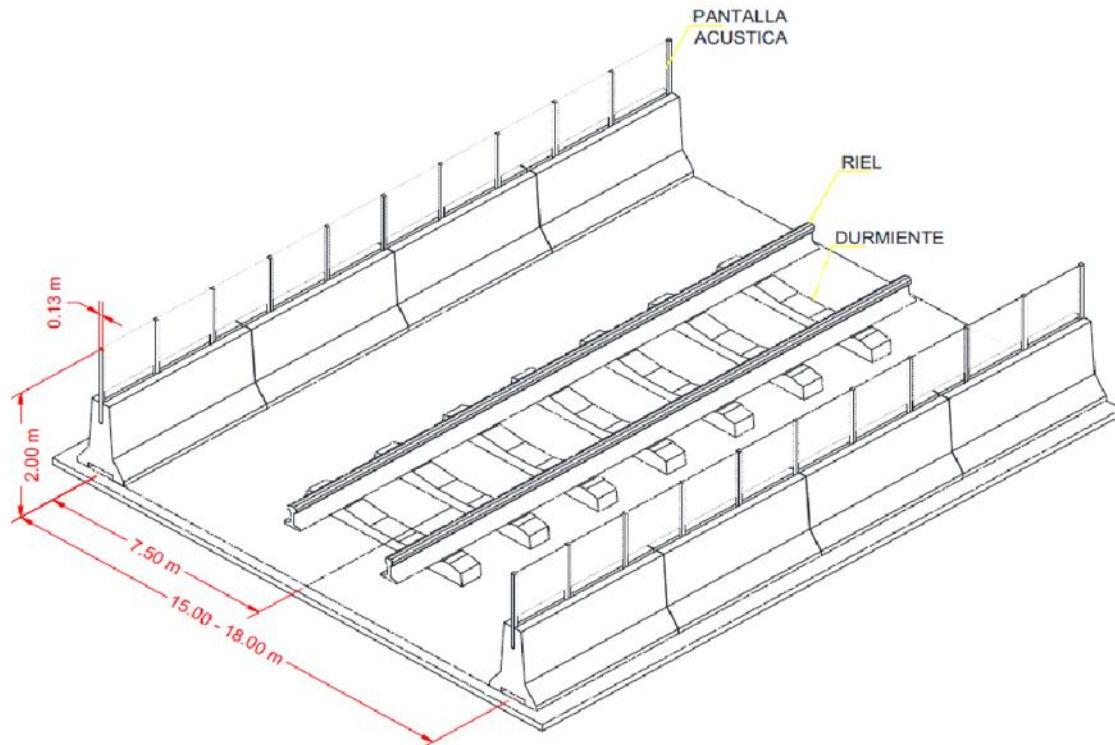 PANTALLA
ACUSTICA
RIEL
DURMIENTE
0.13 m
2.00 m
7.50 m
15.00 - 18.00 m